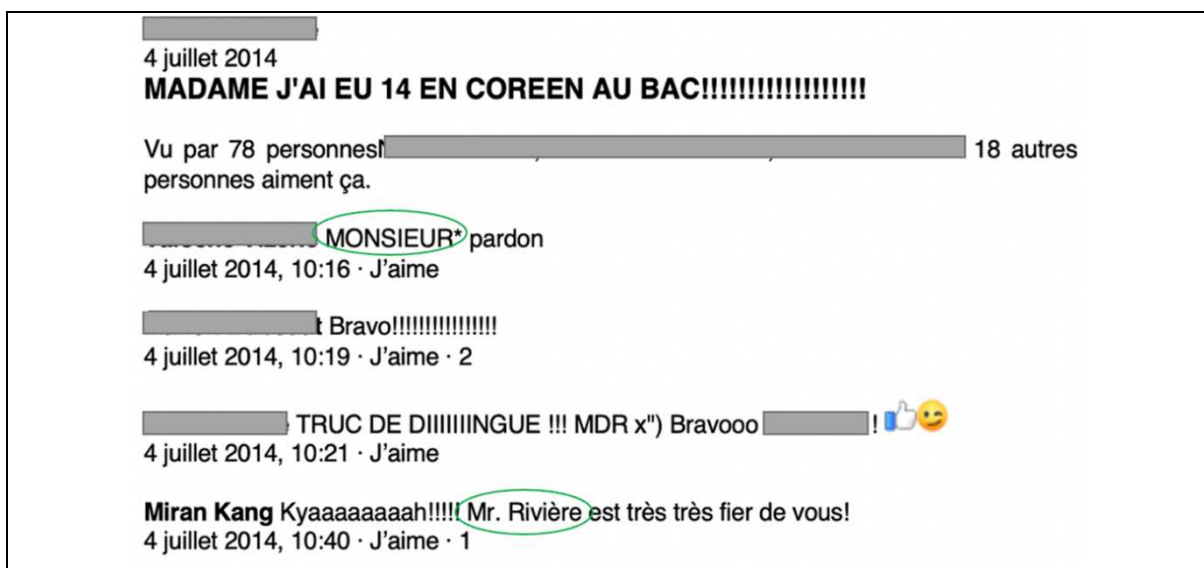 4 juillet 2014
MADAME J'AI EU 14 EN COREEN AU BAC!!!!!!!!!!!!!!!!!!
Vu par 78 personnes 18 autres
personnes aiment ça.
MONSIEUR* pardon
4 juillet 2014, 10:16 · J'aime
Bravo!!!!!!!!!!!!!!!!
4 juillet 2014, 10:19 · J'aime · 2
TRUC DE DIIIIIIINGUE !!! MDR x") Bravooo !
4 juillet 2014, 10:21 · J'aime
Miran Kang Kyaaaaaaaah!!!!! Mr. Rivière est très très fier de vous!
4 juillet 2014, 10:40 · J'aime · 1